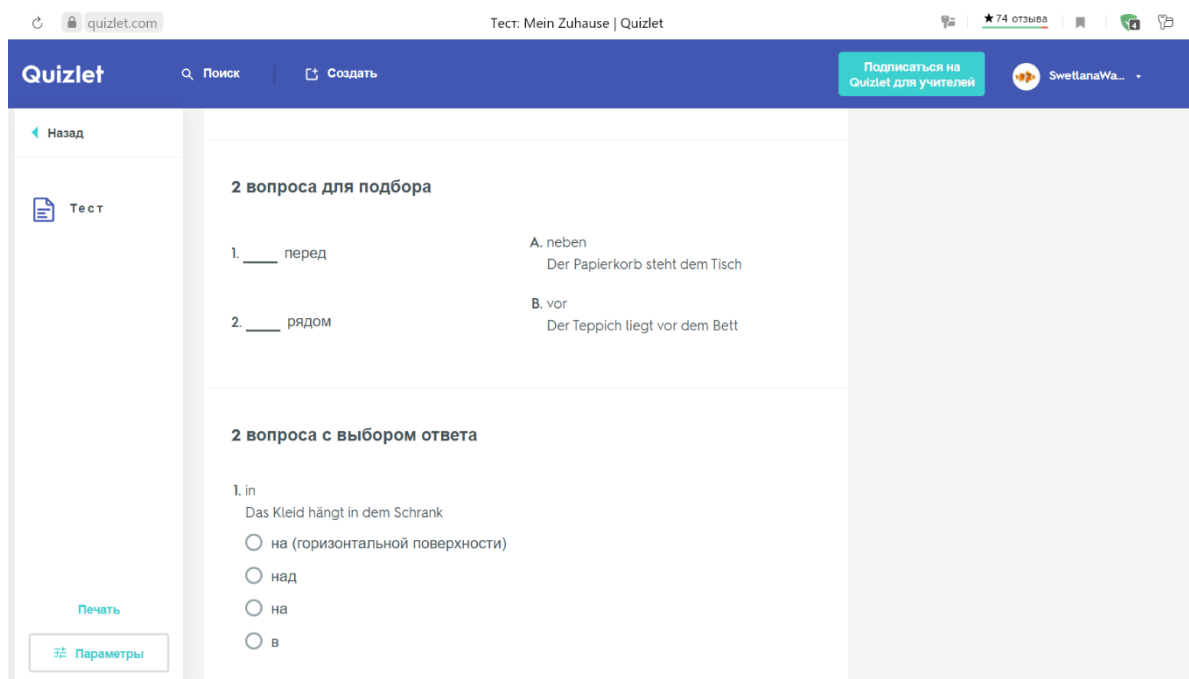 quizlet.com
Тест: Mein Zuhause | Quizlet
★74 отзыва
4
Quizlet
Поиск
Создать
Подписаться на
Quizlet для учителей
SwetlanaWa...
Назад
Тест
2 вопроса для подбора
1. _____ перед
A. neben
Der Papierkorb steht dem Tisch
2. _____ рядом
B. vor
Der Teppich liegt vor dem Bett
2 вопроса с выбором ответа
1. in
Das Kleid hängt in dem Schrank
на (горизонтальной поверхности)
над
на
в
Печать
Параметры